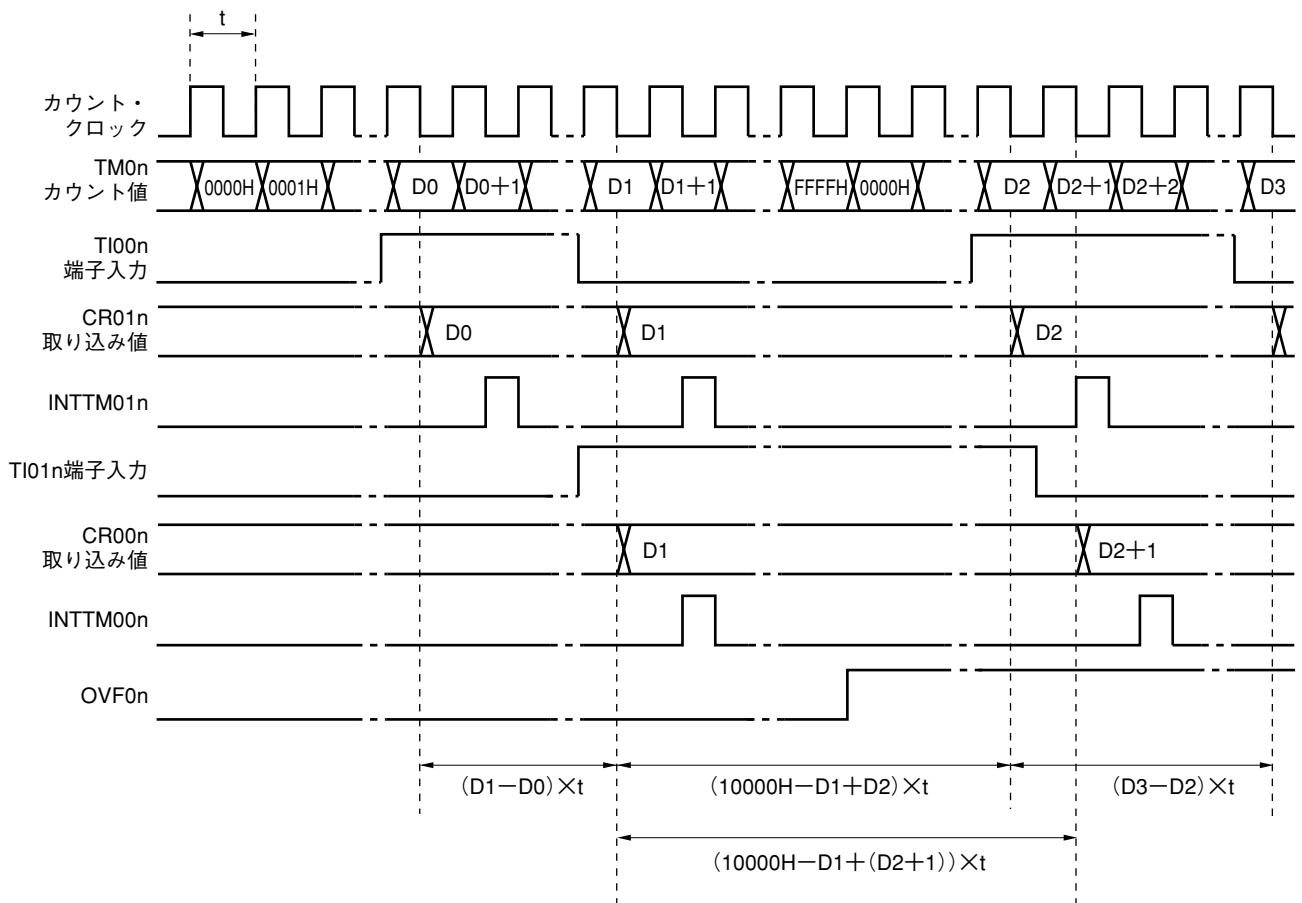 t
カウント・
クロック
TM0n
カウント値
0000H 0001H D0 D0+1 D1 D1+1 FFFFH 0000H D2 D2+1 D2+2 D3
TI00n
端子入力
CR01n
取り込み値
D0 D1 D2
INTTM01n
TI01n端子入力
CR00n
取り込み値
D1 D2+1
INTTM00n
OVF0n
(D1−D0)×t (10000H−D1+D2)×t (D3−D2)×t
(10000H−D1+(D2+1))×t